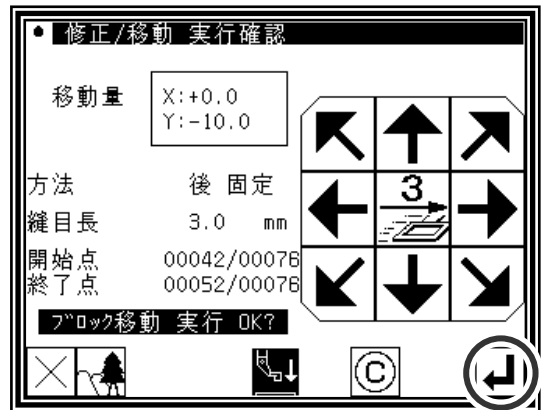 ● 修正/移動 実行確認
移動量
X:+0.0
Y:-10.0
方法 後 固定
縫目長 3.0 mm
開始点 00042/00076
終了点 00052/00076
ブロック移動 実行 OK?
3
©